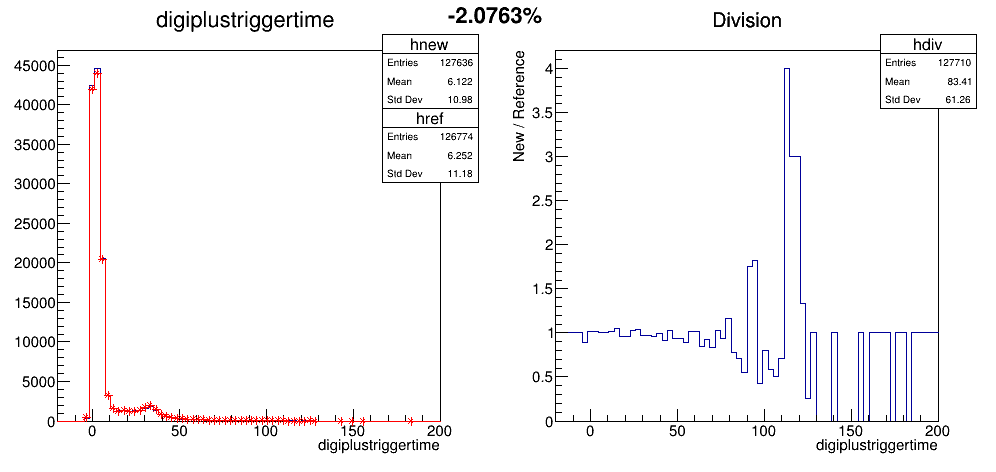 digiplustriggertime
-2.0763%
Division
hnew
Entries 127636
Mean 6.122
Std Dev 10.98
href
Entries 126774
Mean 6.252
Std Dev 11.18
45000
40000
35000
30000
25000
20000
15000
10000
5000
0
0 50 100 150 200
digiplustriggertime
hdiv
Entries 127710
Mean 83.41
Std Dev 61.26
New / Reference
4
3.5
3
2.5
2
1.5
1
0.5
0
0 50 100 150 200
digiplustriggertime